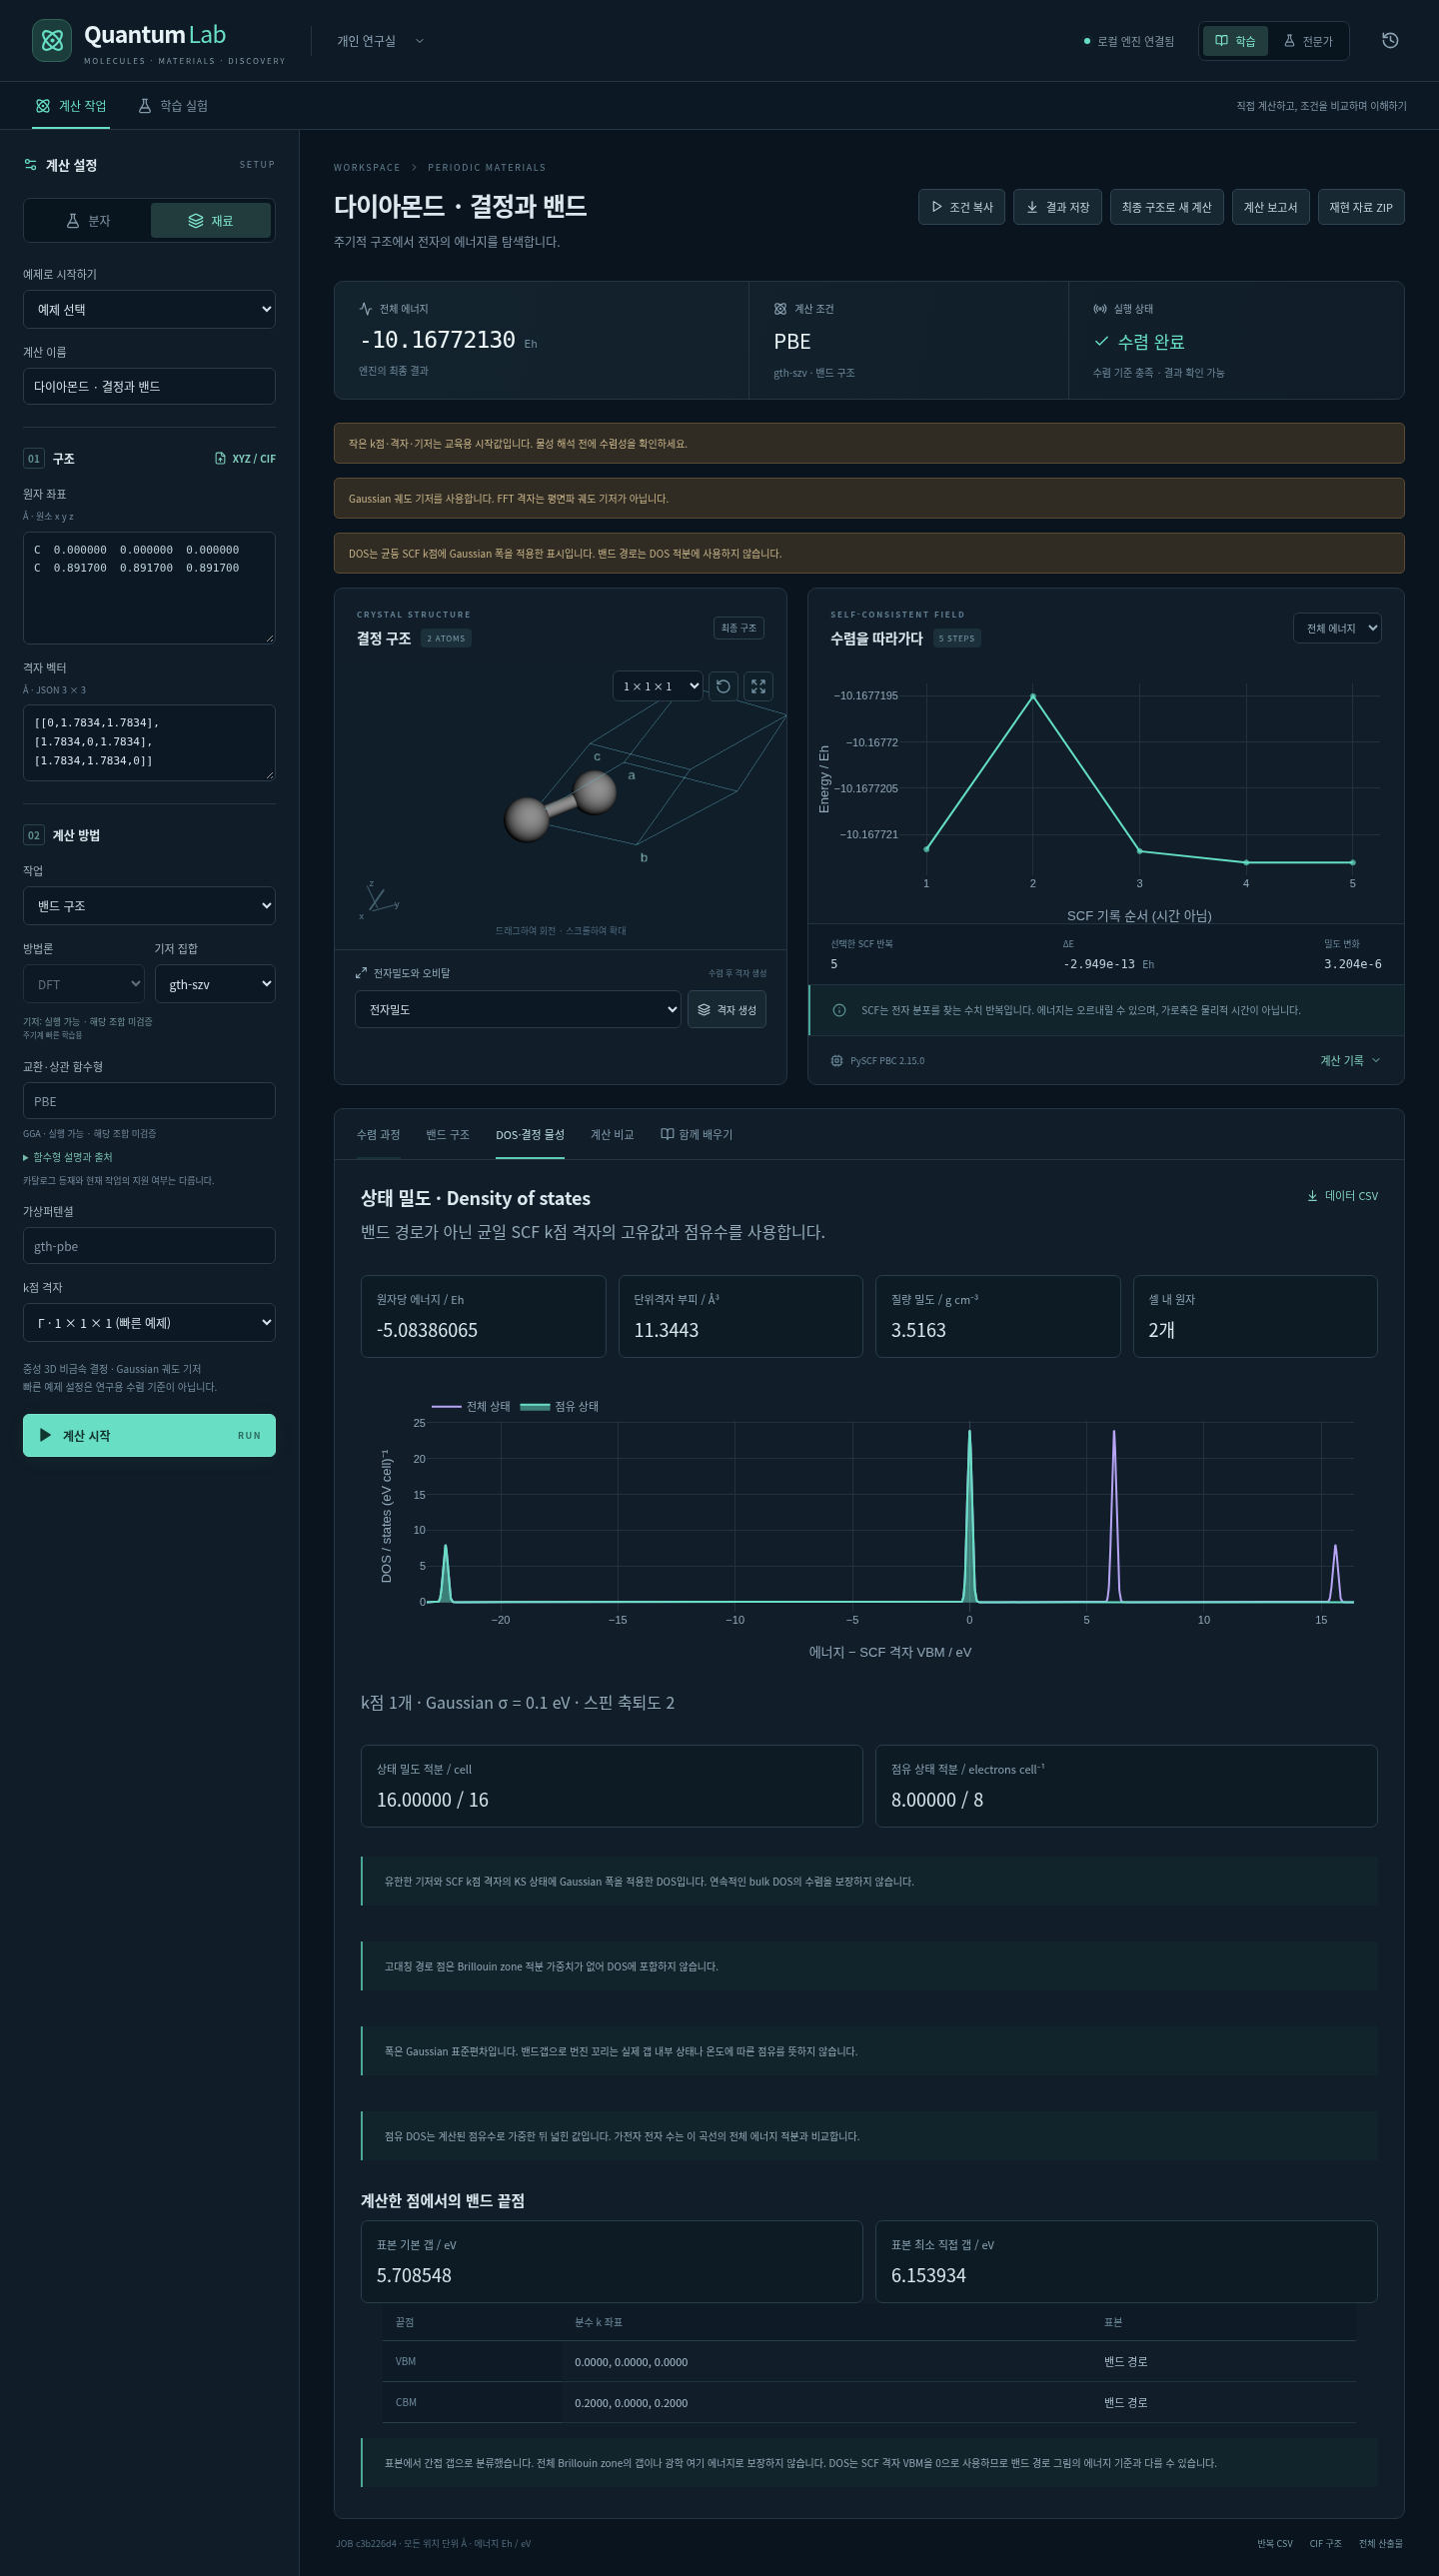 Quantum Lab
MOLECULES · MATERIALS · DISCOVERY
개인 연구실
로컬 엔진 연결됨
학습
전문가
계산 작업
학습 실험
직접 계산하고, 조건을 비교하며 이해하기
계산 설정
SETUP
분자
재료
예제로 시작하기
예제 선택
계산 이름
다이아몬드 · 결정과 밴드
01 구조
XYZ / CIF
원자 좌표
Å · 원소 x y z
C 0.000000 0.000000 0.000000
C 0.891700 0.891700 0.891700
격자 벡터
Å · JSON 3 × 3
[[0,1.7834,1.7834],
[1.7834,0,1.7834],
[1.7834,1.7834,0]]
02 계산 방법
작업
밴드 구조
방법론
기저 집합
DFT
gth-szv
기저: 실행 가능 · 해당 조합 미검증
주기계 빠른 학습용
교환·상관 함수형
PBE
GGA · 실행 가능 · 해당 조합 미검증
▶ 함수형 설명과 출처
카탈로그 등재와 현재 작업의 지원 여부는 다릅니다.
가상퍼텐셜
gth-pbe
k점 격자
Γ · 1 × 1 × 1 (빠른 예제)
중성 3D 비금속 결정 · Gaussian 궤도 기저
빠른 예제 설정은 연구용 수렴 기준이 아닙니다.
계산 시작
RUN
WORKSPACE > PERIODIC MATERIALS
다이아몬드 · 결정과 밴드
주기적 구조에서 전자의 에너지를 탐색합니다.
조건 복사
결과 저장
최종 구조로 새 계산
계산 보고서
재현 자료 ZIP
전체 에너지
-10.16772130 Eh
엔진의 최종 결과
계산 조건
PBE
gth-szv · 밴드 구조
실행 상태
수렴 완료
수렴 기준 충족 · 결과 확인 가능
작은 k점·격자·기저는 교육용 시작값입니다. 물성 해석 전에 수렴성을 확인하세요.
Gaussian 궤도 기저를 사용합니다. FFT 격자는 평면파 궤도 기저가 아닙니다.
DOS는 균등 SCF k점에 Gaussian 폭을 적용한 표시입니다. 밴드 경로는 DOS 적분에 사용하지 않습니다.
CRYSTAL STRUCTURE
결정 구조
2 ATOMS
최종 구조
1 × 1 × 1
c
a
b
z
y
x
드래그하여 회전 · 스크롤하여 확대
전자밀도와 오비탈
수렴 후 격자 생성
전자밀도
격자 생성
SELF-CONSISTENT FIELD
수렴을 따라가다
5 STEPS
전체 에너지
Energy / Eh
−10.1677195
−10.16772
−10.1677205
−10.167721
1
2
3
4
5
SCF 기록 순서 (시간 아님)
선택한 SCF 반복
5
ΔE
-2.949e-13 Eh
밀도 변화
3.204e-6
SCF는 전자 분포를 찾는 수치 반복입니다. 에너지는 오르내릴 수 있으며, 가로축은 물리적 시간이 아닙니다.
PySCF PBC 2.15.0
계산 기록
수렴 과정
밴드 구조
DOS·결정 물성
계산 비교
함께 배우기
상태 밀도 · Density of states
데이터 CSV
밴드 경로가 아닌 균일 SCF k점 격자의 고유값과 점유수를 사용합니다.
원자당 에너지 / Eh
-5.08386065
단위격자 부피 / Å³
11.3443
질량 밀도 / g cm⁻³
3.5163
셀 내 원자
2개
전체 상태
점유 상태
DOS / states (eV cell)⁻¹
25
20
15
10
5
0
−20
−15
−10
−5
0
5
10
15
에너지 − SCF 격자 VBM / eV
k점 1개 · Gaussian σ = 0.1 eV · 스핀 축퇴도 2
상태 밀도 적분 / cell
16.00000 / 16
점유 상태 적분 / electrons cell⁻¹
8.00000 / 8
유한한 기저와 SCF k점 격자의 KS 상태에 Gaussian 폭을 적용한 DOS입니다. 연속적인 bulk DOS의 수렴을 보장하지 않습니다.
고대칭 경로 점은 Brillouin zone 적분 가중치가 없어 DOS에 포함하지 않습니다.
폭은 Gaussian 표준편차입니다. 밴드갭으로 번진 꼬리는 실제 갭 내부 상태나 온도에 따른 점유를 뜻하지 않습니다.
점유 DOS는 계산된 점유수로 가중한 뒤 넓힌 값입니다. 가전자 전자 수는 이 곡선의 전체 에너지 적분과 비교합니다.
계산한 점에서의 밴드 끝점
표본 기본 갭 / eV
5.708548
표본 최소 직접 갭 / eV
6.153934
끝점
분수 k 좌표
표본
VBM
0.0000, 0.0000, 0.0000
밴드 경로
CBM
0.2000, 0.0000, 0.2000
밴드 경로
표본에서 간접 갭으로 분류했습니다. 전체 Brillouin zone의 갭이나 광학 여기 에너지로 보장하지 않습니다. DOS는 SCF 격자 VBM을 0으로 사용하므로 밴드 경로 그림의 에너지 기준과 다를 수 있습니다.
JOB c3b226d4 · 모든 위치 단위 Å · 에너지 Eh / eV
반복 CSV
CIF 구조
전체 산출물